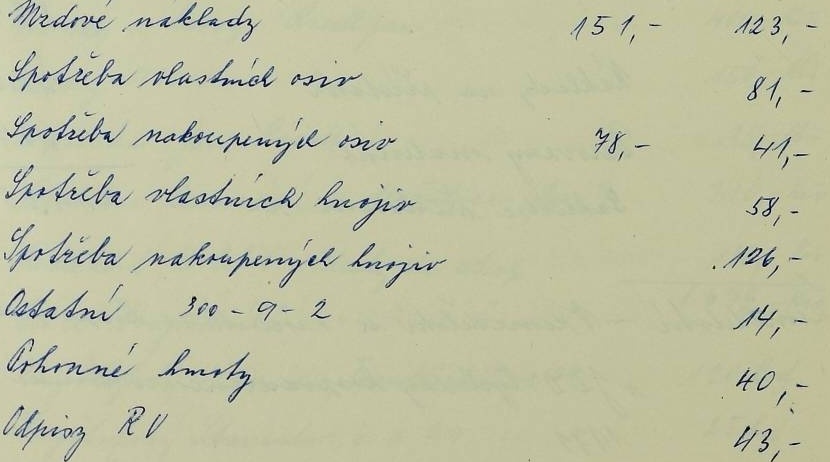 Mzdové náklady 151,- 123,-
Spotřeba vlastních osiv 81,-
Spotřeba nakoupených osiv 78,- 41,-
Spotřeba vlastních hnojiv 58,-
Spotřeba nakoupených hnojiv 126,-
Ostatní 300-9-2 14,-
Pohonné hmoty 40,-
Odpisy RV 43,-